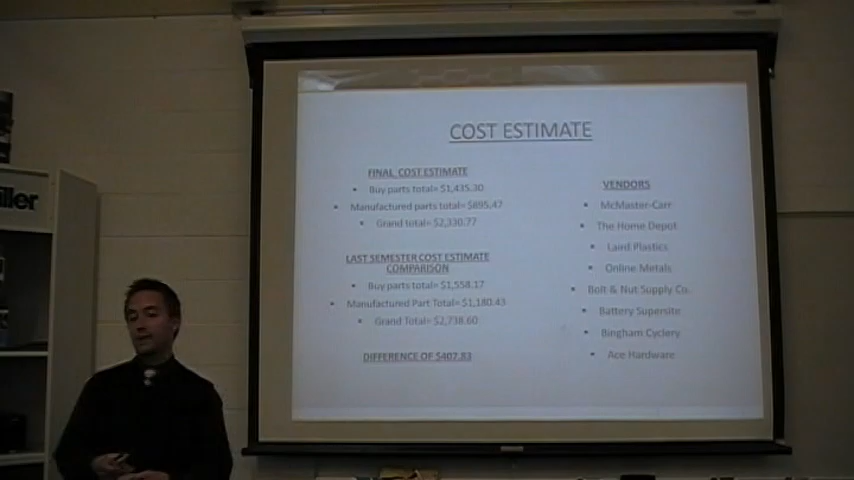 COST ESTIMATE
FINAL COST ESTIMATE
Buy parts total= $1,435.30
Manufactured parts total= $895.47
Grand total= $2,330.77
LAST SEMESTER COST ESTIMATE
COMPARISON
Buy parts total= $1,558.17
Manufactured Part Total= $1,180.43
Grand Total= $2,738.60
DIFFERENCE OF $407.83
VENDORS
McMaster-Carr
The Home Depot
Laird Plastics
Online Metals
Bolt & Nut Supply Co.
Battery Supersite
Bingham Cyclery
Ace Hardware
iller